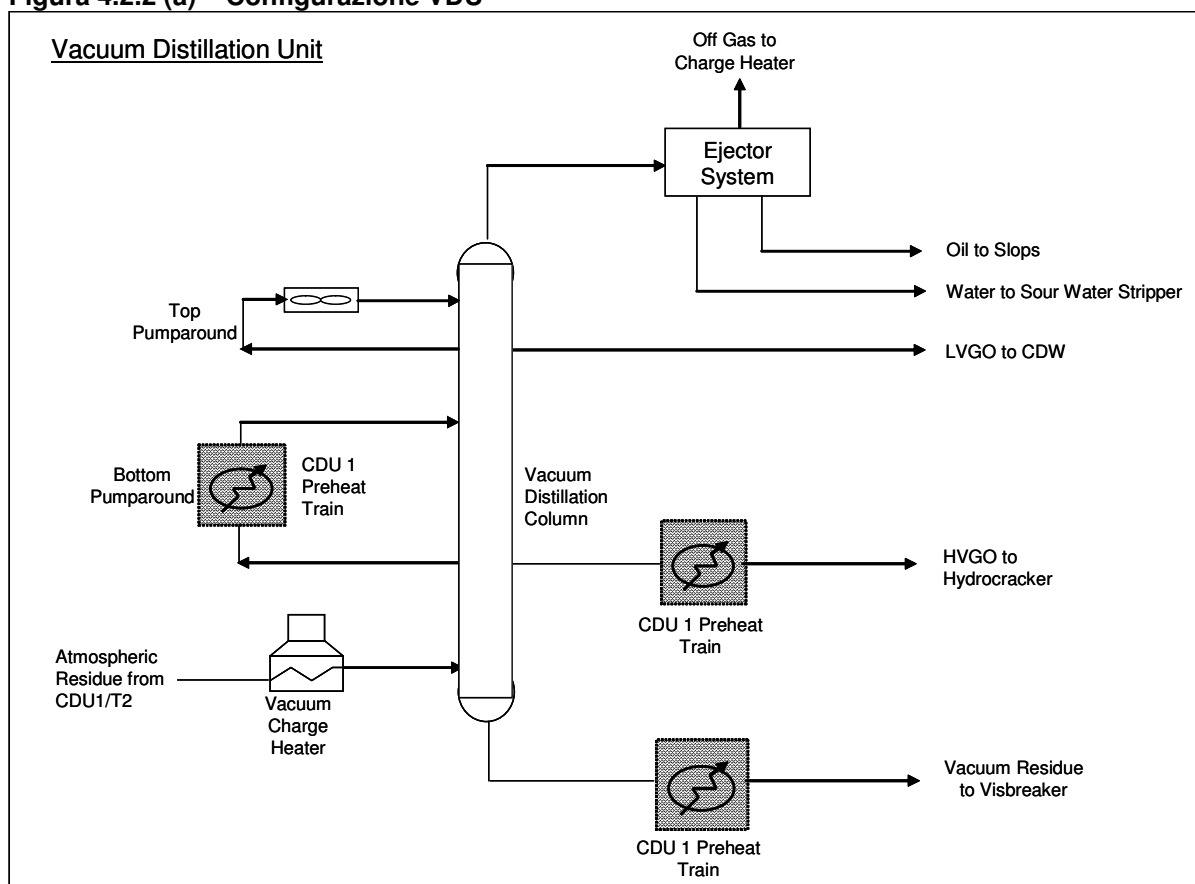 Figura 4.2.2 (a) – Configurazione VDU
Vacuum Distillation Unit
Off Gas to
Charge Heater
Ejector
System
Oil to Slops
Water to Sour Water Stripper
Top
Pumparound
LVGO to CDW
Bottom
Pumparound
CDU 1
Preheat
Train
Vacuum
Distillation
Column
HVGO to
Hydrocracker
CDU 1 Preheat
Train
Atmospheric
Residue from
CDU1/T2
Vacuum
Charge
Heater
Vacuum Residue
to Visbreaker
CDU 1 Preheat
Train